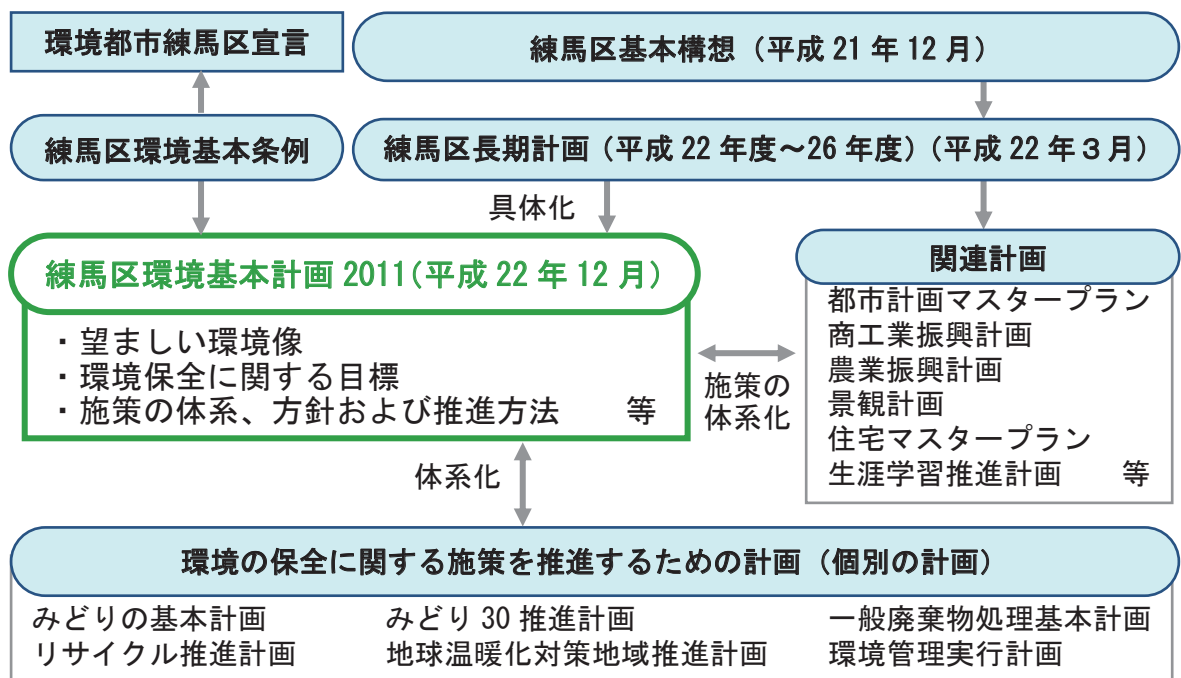 環境都市練馬区宣言
練馬区基本構想（平成 21 年 12 月）
練馬区環境基本条例
練馬区長期計画（平成 22 年度～26 年度）（平成 22 年３月）
具体化
練馬区環境基本計画 2011（平成 22 年 12 月）
・望ましい環境像
・環境保全に関する目標
・施策の体系、方針および推進方法　　等
施策の
体系化
関連計画
都市計画マスタープラン
商工業振興計画
農業振興計画
景観計画
住宅マスタープラン
生涯学習推進計画　　等
体系化
環境の保全に関する施策を推進するための計画（個別の計画）
みどりの基本計画　みどり 30 推進計画　一般廃棄物処理基本計画
リサイクル推進計画　地球温暖化対策地域推進計画　環境管理実行計画